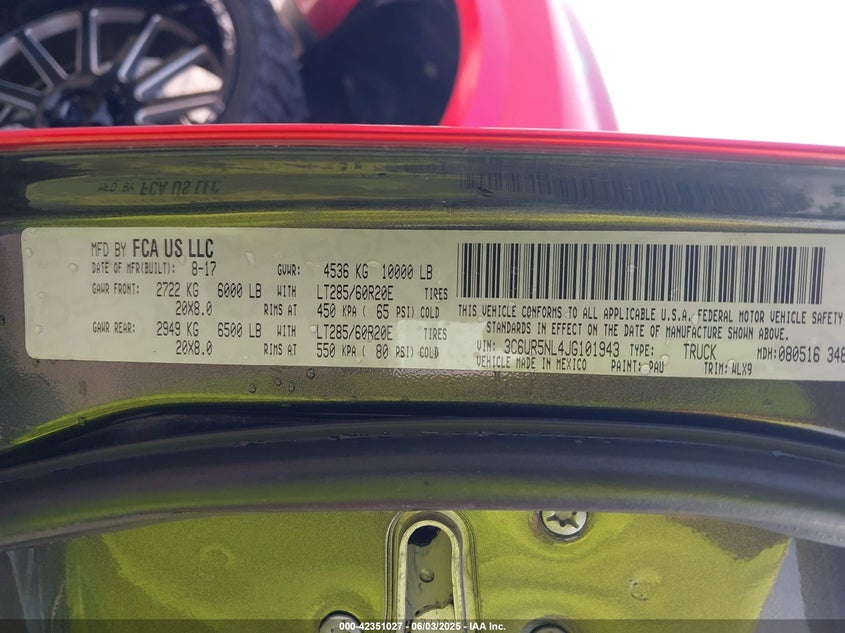 MFD BY FCA US LLC
DATE OF MFR(BUILT): 8-17 GVWR: 4536 KG 10000 LB
GAWR FRONT: 2722 KG 6000 LB WITH LT285/60R20E TIRES
20X8.0 RIMS AT 450 KPA ( 65 PSI) COLD
GAWR REAR: 2949 KG 6500 LB WITH LT285/60R20E TIRES
20X8.0 RIMS AT 550 KPA ( 80 PSI) COLD
THIS VEHICLE CONFORMS TO ALL APPLICABLE U.S.A. FEDERAL MOTOR VEHICLE SAFETY
STANDARDS IN EFFECT ON THE DATE OF MANUFACTURE SHOWN ABOVE.
VIN: 3C6UR5NL4JG101943 TYPE: TRUCK MDH:080516 348
VEHICLE MADE IN MEXICO PAINT: PAU TRIM: WLX9
000-42351027 - 06/03/2025 - © IAA, Inc.